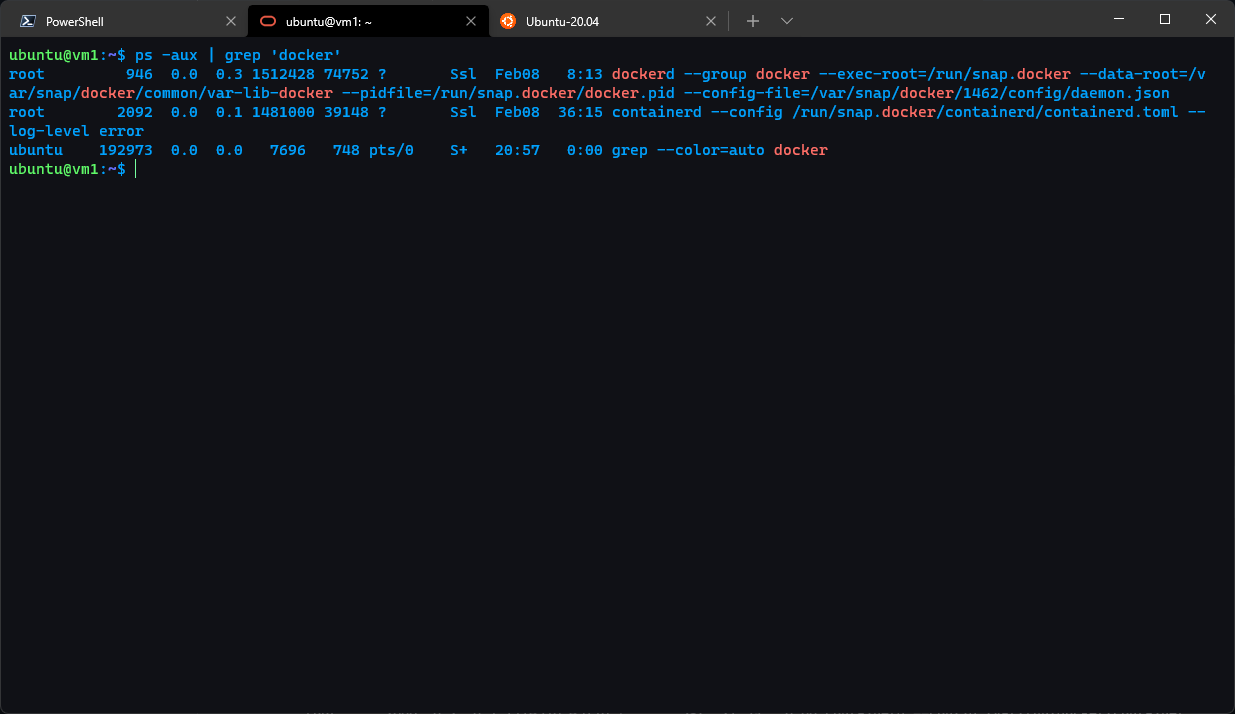 PowerShell
ubuntu@vm1: ~
Ubuntu-20.04
ubuntu@vm1:~$ ps -aux | grep 'docker'
root         946  0.0  0.3 1512428 74752 ?       Ssl  Feb08   8:13 dockerd --group docker --exec-root=/run/snap.docker --data-root=/v
ar/snap/docker/common/var-lib-docker --pidfile=/run/snap.docker/docker.pid --config-file=/var/snap/docker/1462/config/daemon.json
root        2092  0.0  0.1 1481000 39148 ?       Ssl  Feb08  36:15 containerd --config /run/snap.docker/containerd/containerd.toml --
log-level error
ubuntu    192973  0.0  0.0   7696   748 pts/0    S+   20:57   0:00 grep --color=auto docker
ubuntu@vm1:~$